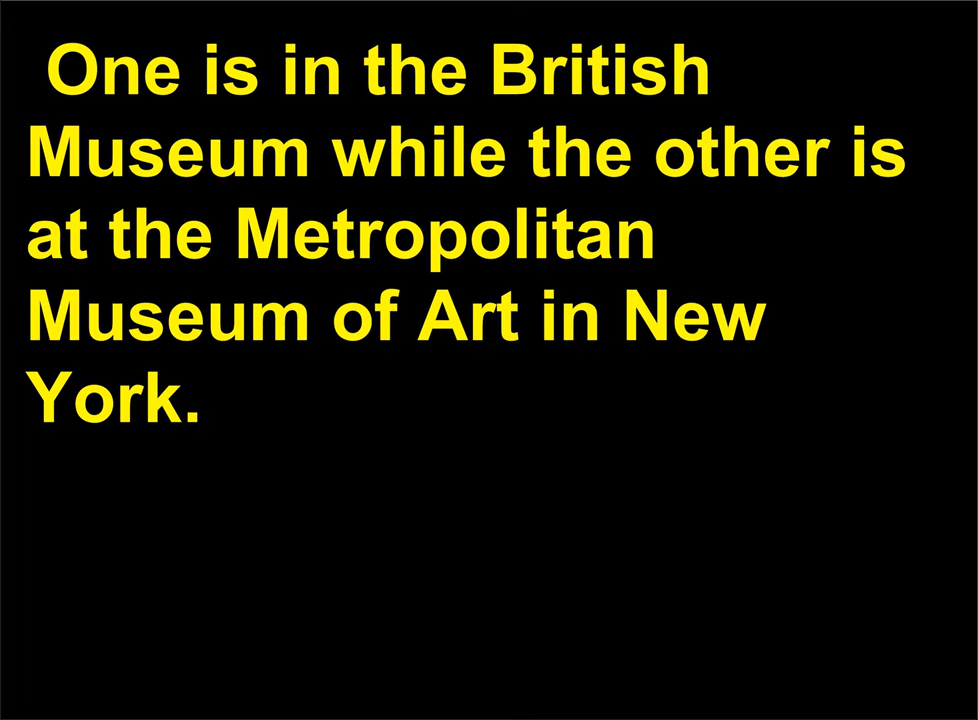 One is in the British
Museum while the other is
at the Metropolitan
Museum of Art in New
York.